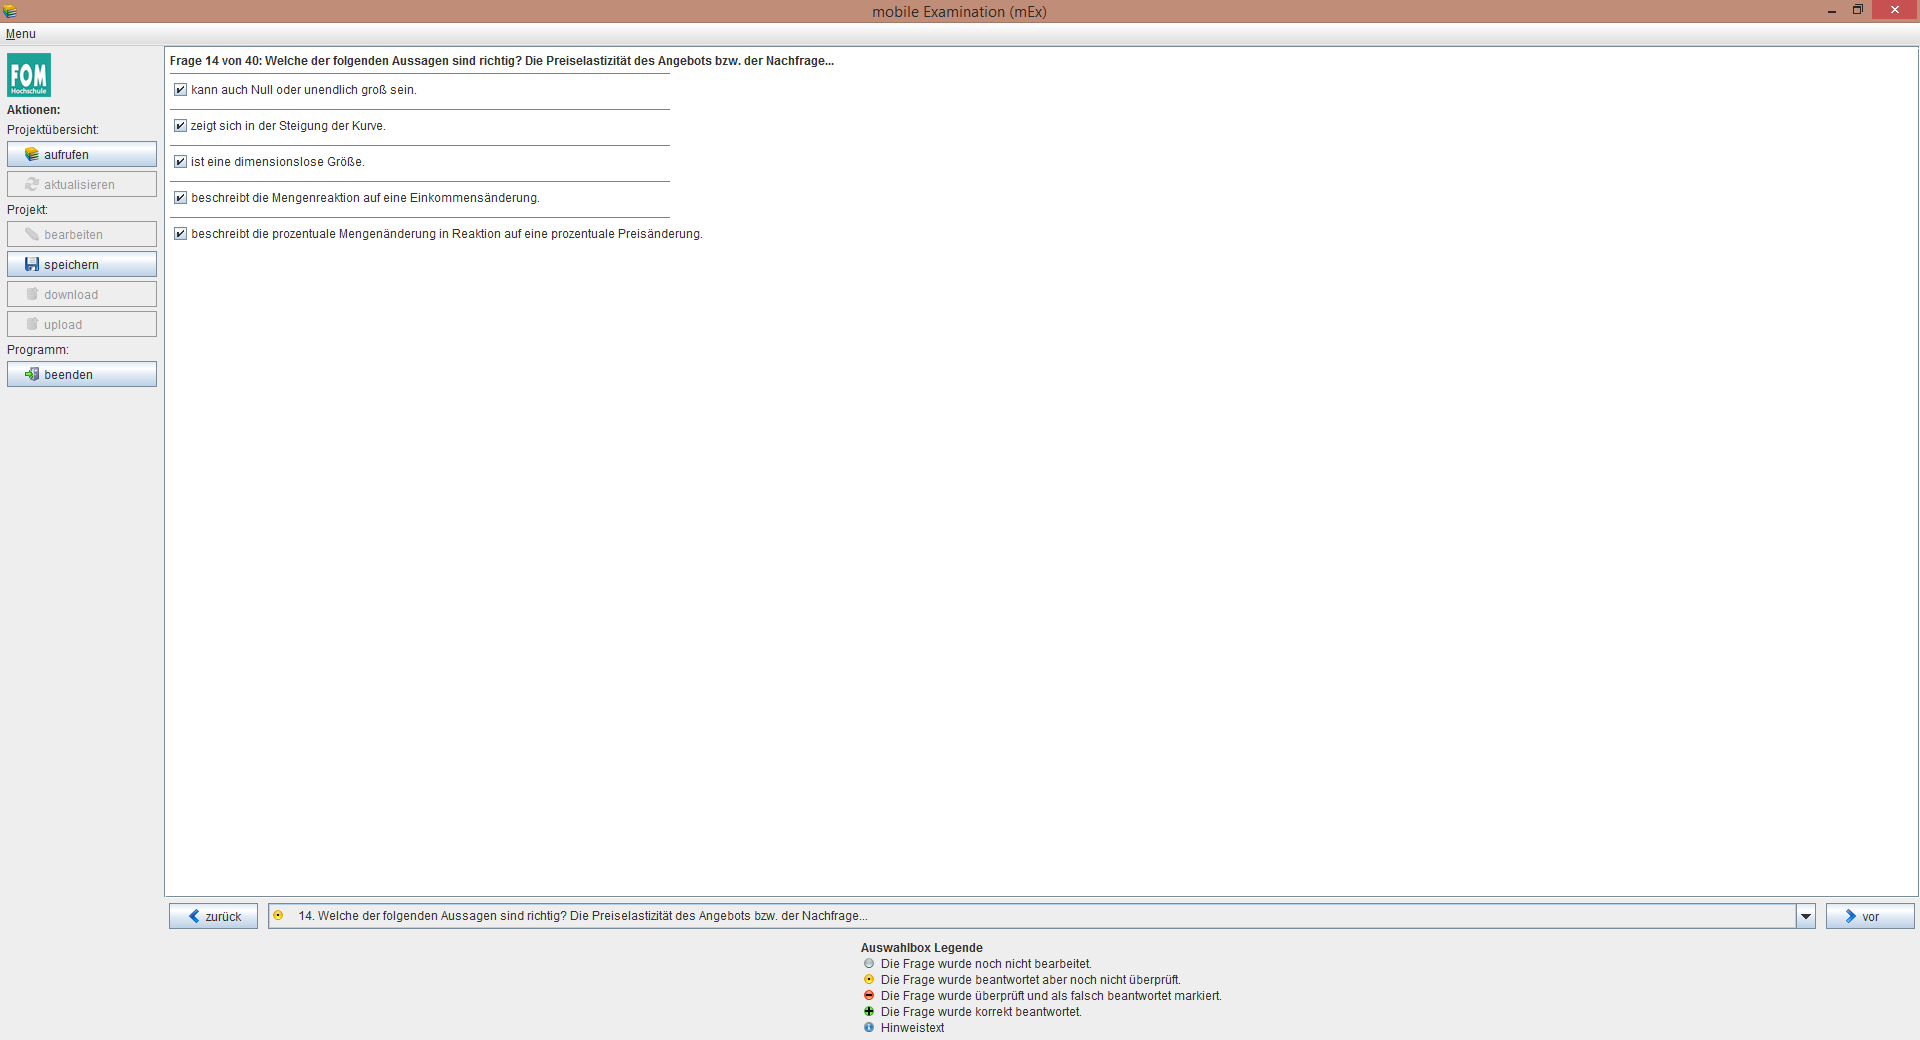 mobile Examination (mEx)
Menu
FOM
Hochschule
Aktionen:
Projektübersicht:
aufrufen
aktualisieren
Projekt:
bearbeiten
speichern
download
upload
Programm:
beenden
Frage 14 von 40: Welche der folgenden Aussagen sind richtig? Die Preiselastizität des Angebots bzw. der Nachfrage...
kann auch Null oder unendlich groß sein.
zeigt sich in der Steigung der Kurve.
ist eine dimensionslose Größe.
beschreibt die Mengenreaktion auf eine Einkommensänderung.
beschreibt die prozentuale Mengenänderung in Reaktion auf eine prozentuale Preisänderung.
zurück
14. Welche der folgenden Aussagen sind richtig? Die Preiselastizität des Angebots bzw. der Nachfrage...
vor
Auswahlbox Legende
Die Frage wurde noch nicht bearbeitet.
Die Frage wurde beantwortet aber noch nicht überprüft.
Die Frage wurde überprüft und als falsch beantwortet markiert.
Die Frage wurde korrekt beantwortet.
Hinweistext